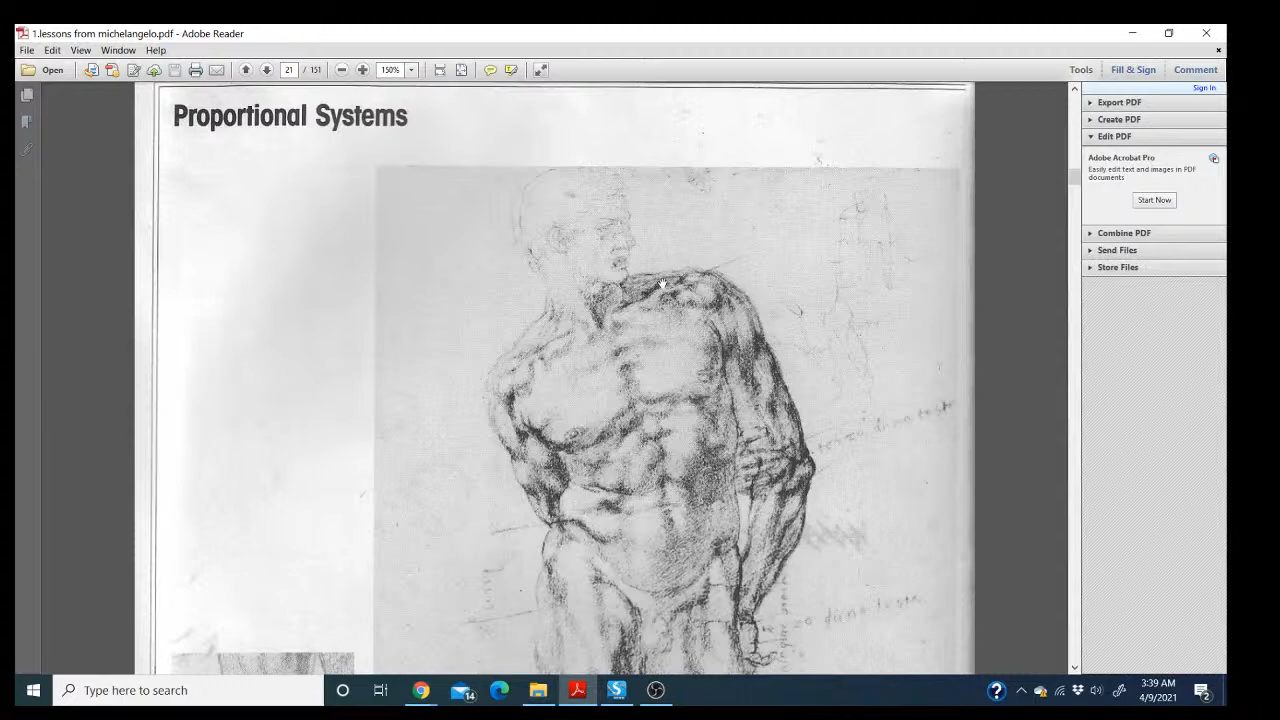 1.lessons from michelangelo.pdf - Adobe Reader
File Edit View Window Help
Open 21 / 151 150% Tools Fill & Sign Comment
Sign In
Export PDF
Create PDF
Edit PDF
Adobe Acrobat Pro
Easily edit text and images in PDF
documents
Start Now
Combine PDF
Send Files
Store Files
Proportional Systems
Type here to search
14
3:39 AM
4/9/2021
2